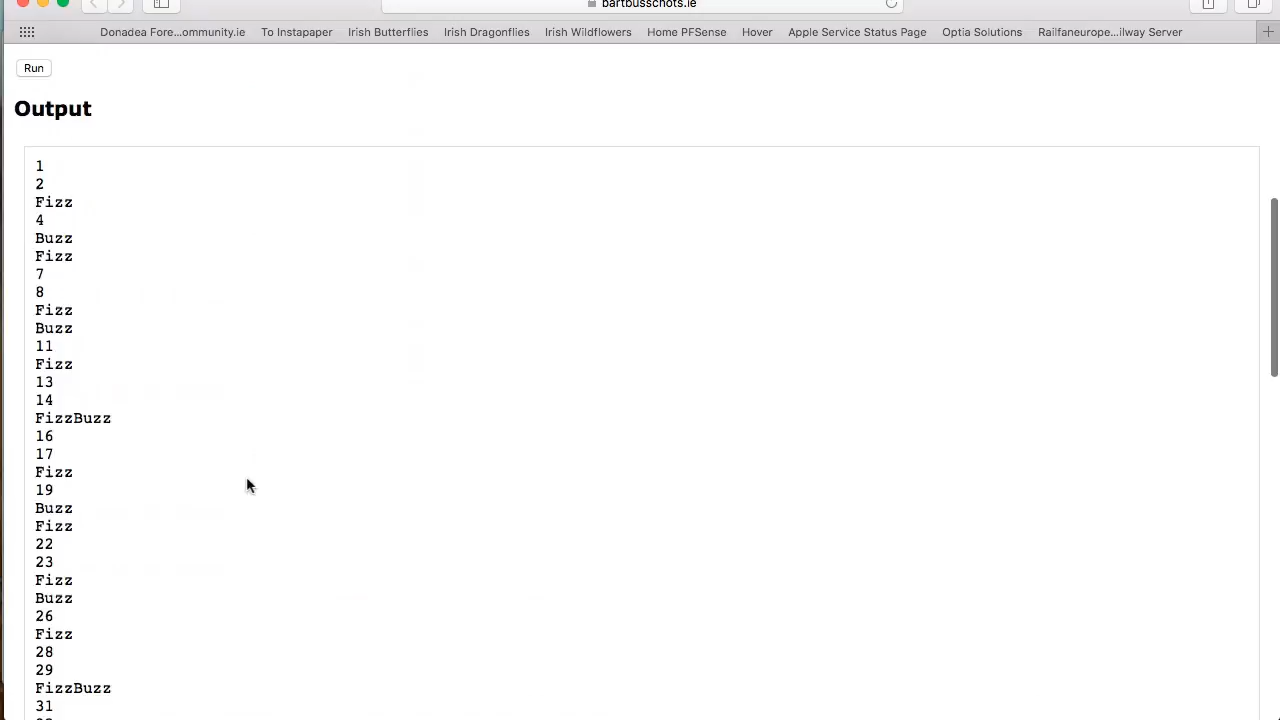 bartbusschots.ie
Donadea Fore...ommunity.ie To Instapaper Irish Butterflies Irish Dragonflies Irish Wildflowers Home PFSense Hover Apple Service Status Page Optia Solutions Railfaneurope...ilway Server
Run
Output
1
2
Fizz
4
Buzz
Fizz
7
8
Fizz
Buzz
11
Fizz
13
14
FizzBuzz
16
17
Fizz
19
Buzz
Fizz
22
23
Fizz
Buzz
26
Fizz
28
29
FizzBuzz
31